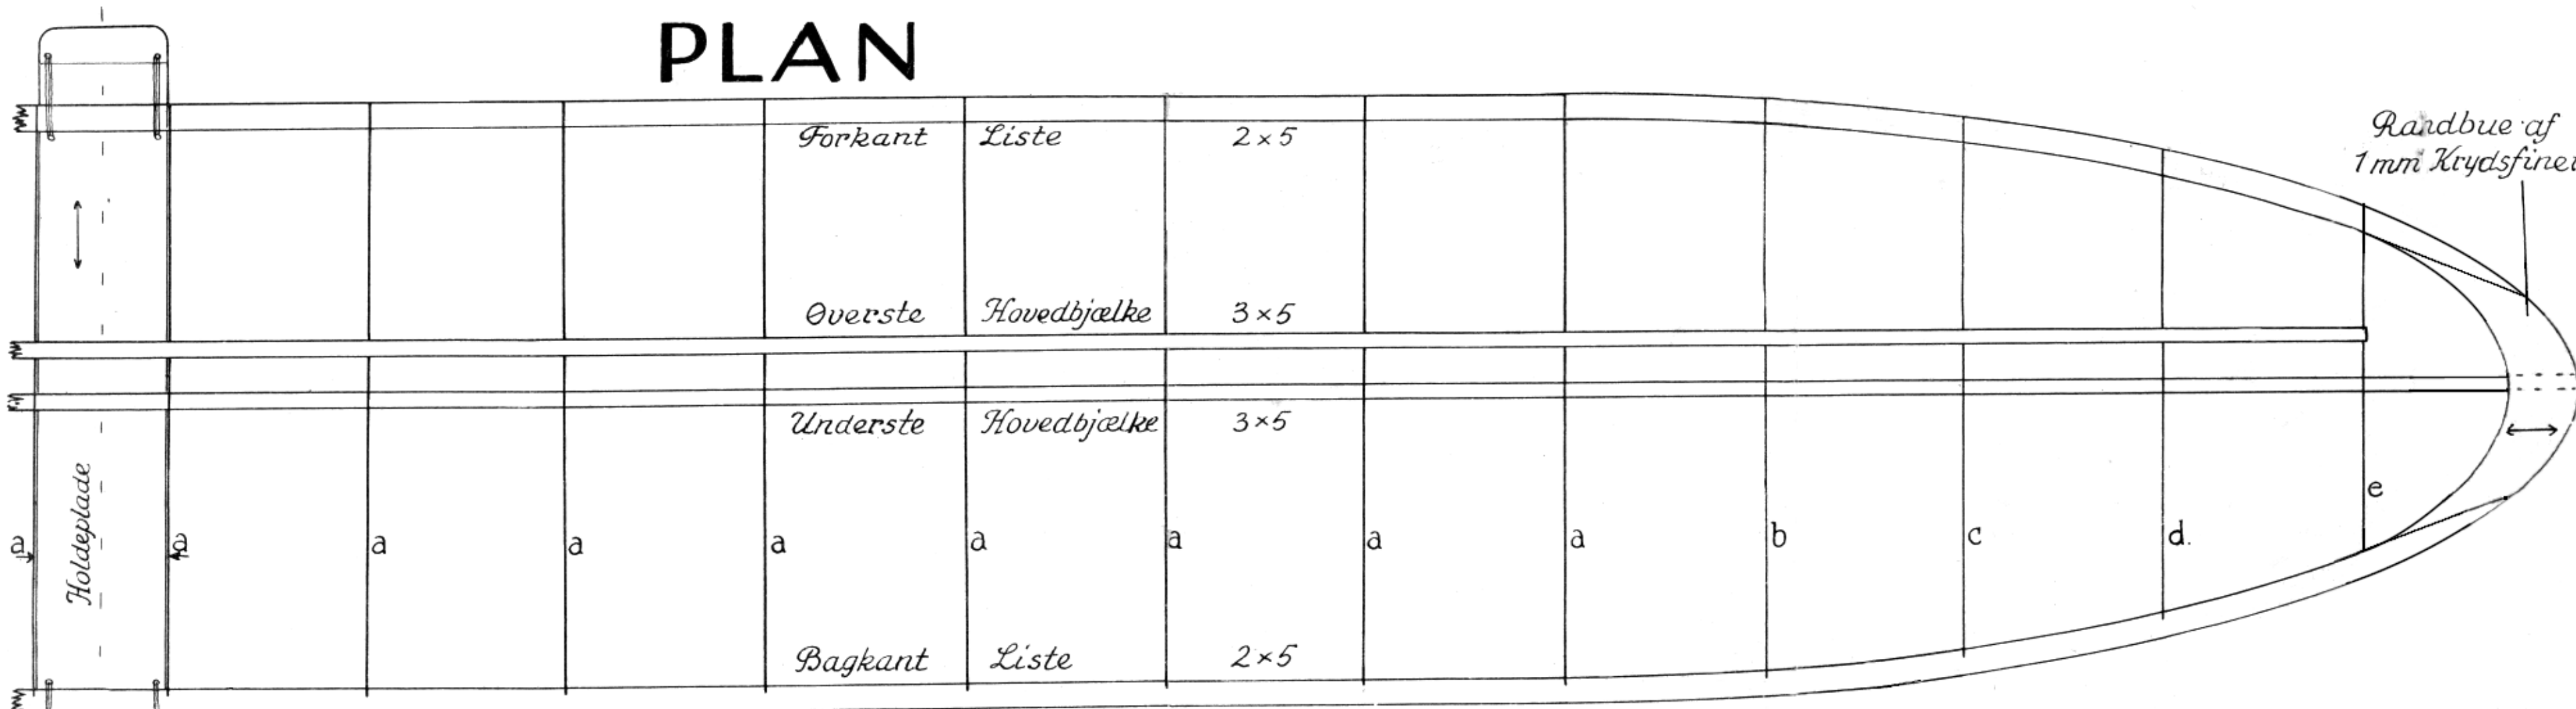 PLAN
Forkant Liste 2×5
Randbue af
1 mm Krydsfiner
Øverste Hovedbjælke 3×5
Underste Hovedbjælke 3×5
Holdeplade
e
a a a a a a a a a b c d.
Bagkant Liste 2×5